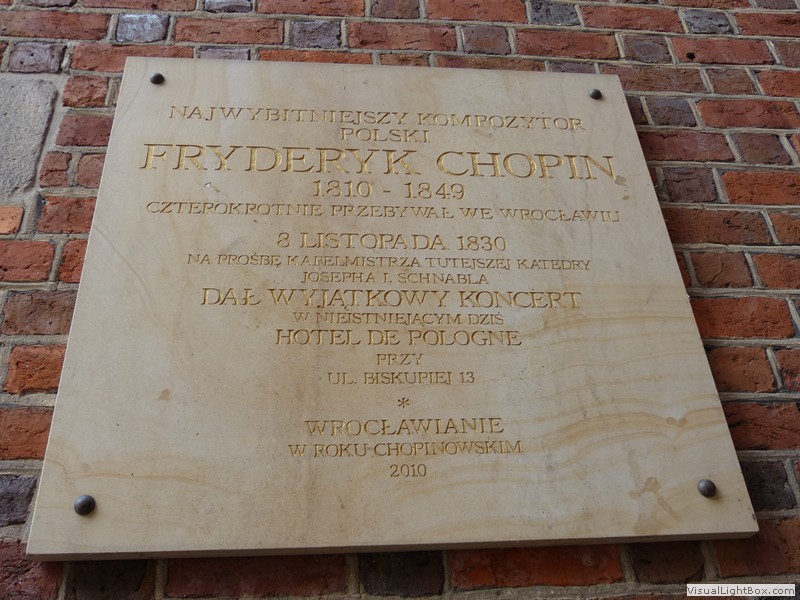 NAJWYBITNIEJSZY KOMPOZYTOR
POLSKI
FRYDERYK CHOPIN
1810 - 1849
CZTEROKROTNIE PRZEBYWAŁ WE WROCŁAWIU
8 LISTOPADA 1830
NA PROŚBĘ KAPELMISTRZA TUTEJSZEJ KATEDRY
JOSEPHA I. SCHNABLA
DAŁ WYJĄTKOWY KONCERT
W NIEISTNIEJĄCYM DZIŚ
HOTEL DE POLOGNE
PRZY
UL. BISKUPIEJ 13
*
WROCŁAWIANIE
W ROKU CHOPINOWSKIM
2010
VisualLightBox.com